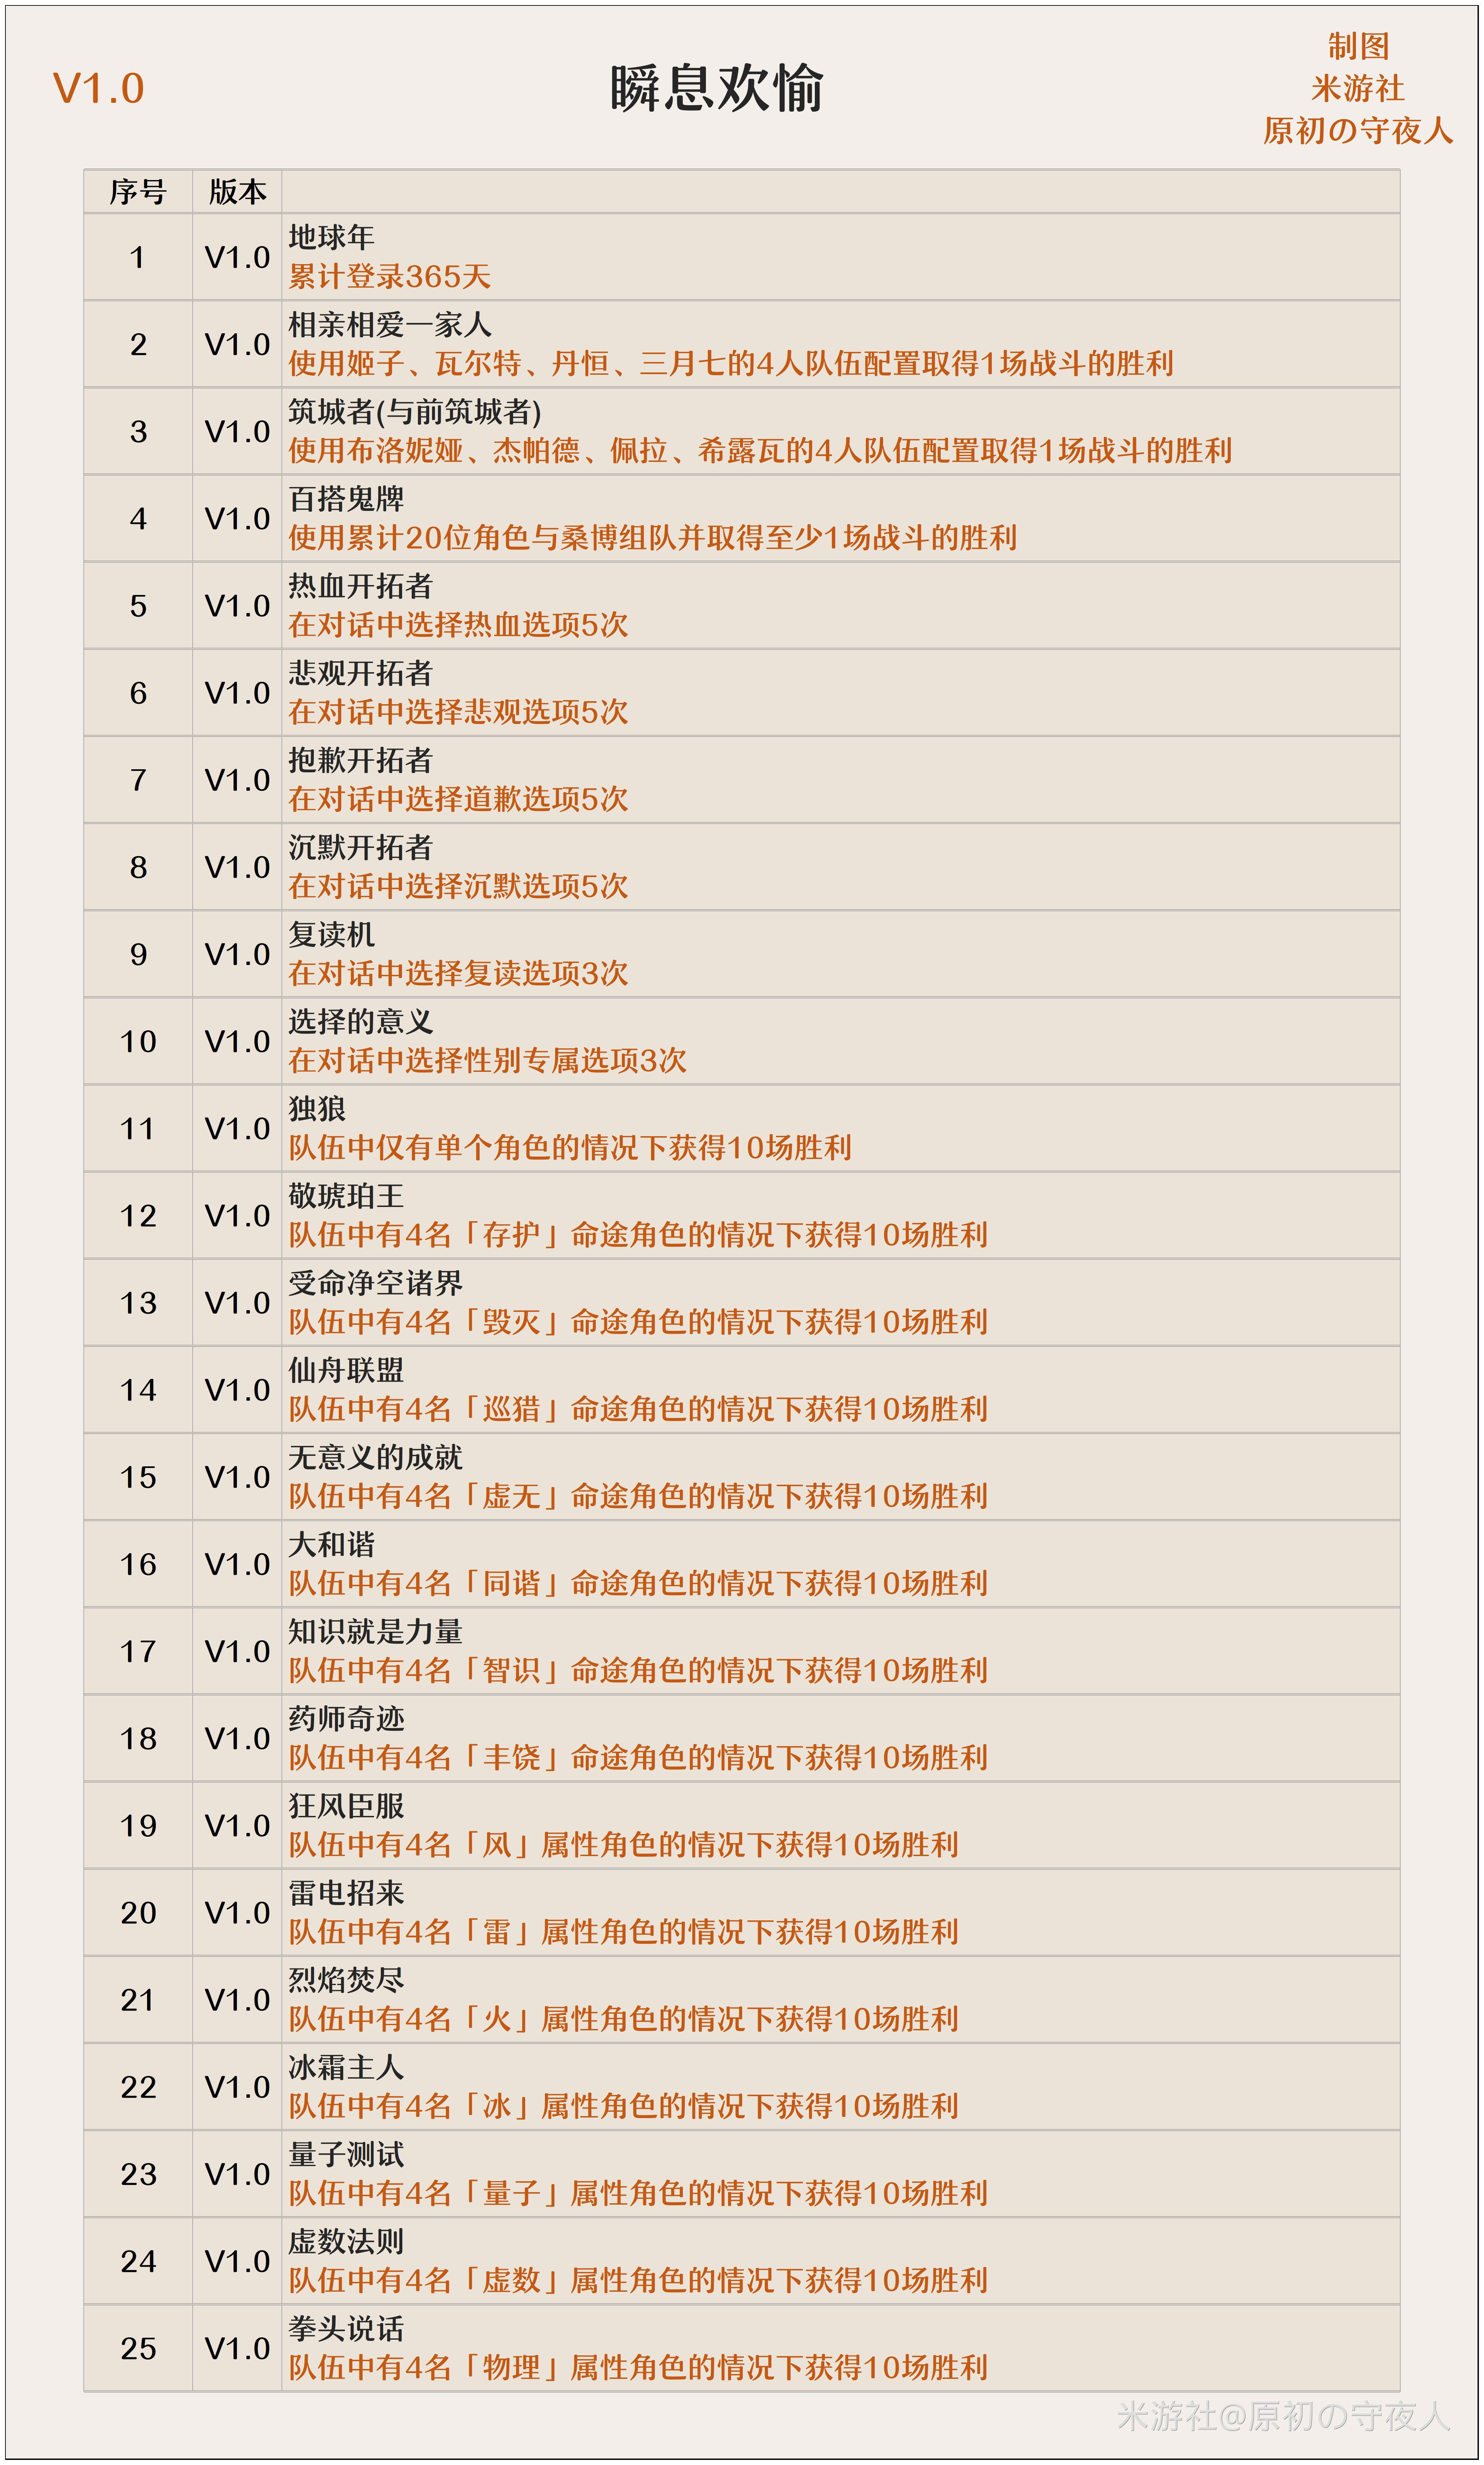 V1.0
瞬息欢愉
制图
米游社
原初の守夜人
序号 版本
1 V1.0 地球年
累计登录365天
2 V1.0 相亲相爱一家人
使用姬子、瓦尔特、丹恒、三月七的4人队伍配置取得1场战斗的胜利
3 V1.0 筑城者(与前筑城者)
使用布洛妮娅、杰帕德、佩拉、希露瓦的4人队伍配置取得1场战斗的胜利
4 V1.0 百搭鬼牌
使用累计20位角色与桑博组队并取得至少1场战斗的胜利
5 V1.0 热血开拓者
在对话中选择热血选项5次
6 V1.0 悲观开拓者
在对话中选择悲观选项5次
7 V1.0 抱歉开拓者
在对话中选择道歉选项5次
8 V1.0 沉默开拓者
在对话中选择沉默选项5次
9 V1.0 复读机
在对话中选择复读选项3次
10 V1.0 选择的意义
在对话中选择性别专属选项3次
11 V1.0 独狼
队伍中仅有单个角色的情况下获得10场胜利
12 V1.0 敬琥珀王
队伍中有4名「存护」命途角色的情况下获得10场胜利
13 V1.0 受命净空诸界
队伍中有4名「毁灭」命途角色的情况下获得10场胜利
14 V1.0 仙舟联盟
队伍中有4名「巡猎」命途角色的情况下获得10场胜利
15 V1.0 无意义的成就
队伍中有4名「虚无」命途角色的情况下获得10场胜利
16 V1.0 大和谐
队伍中有4名「同谐」命途角色的情况下获得10场胜利
17 V1.0 知识就是力量
队伍中有4名「智识」命途角色的情况下获得10场胜利
18 V1.0 药师奇迹
队伍中有4名「丰饶」命途角色的情况下获得10场胜利
19 V1.0 狂风臣服
队伍中有4名「风」属性角色的情况下获得10场胜利
20 V1.0 雷电招来
队伍中有4名「雷」属性角色的情况下获得10场胜利
21 V1.0 烈焰焚尽
队伍中有4名「火」属性角色的情况下获得10场胜利
22 V1.0 冰霜主人
队伍中有4名「冰」属性角色的情况下获得10场胜利
23 V1.0 量子测试
队伍中有4名「量子」属性角色的情况下获得10场胜利
24 V1.0 虚数法则
队伍中有4名「虚数」属性角色的情况下获得10场胜利
25 V1.0 拳头说话
队伍中有4名「物理」属性角色的情况下获得10场胜利
米游社@原初の守夜人